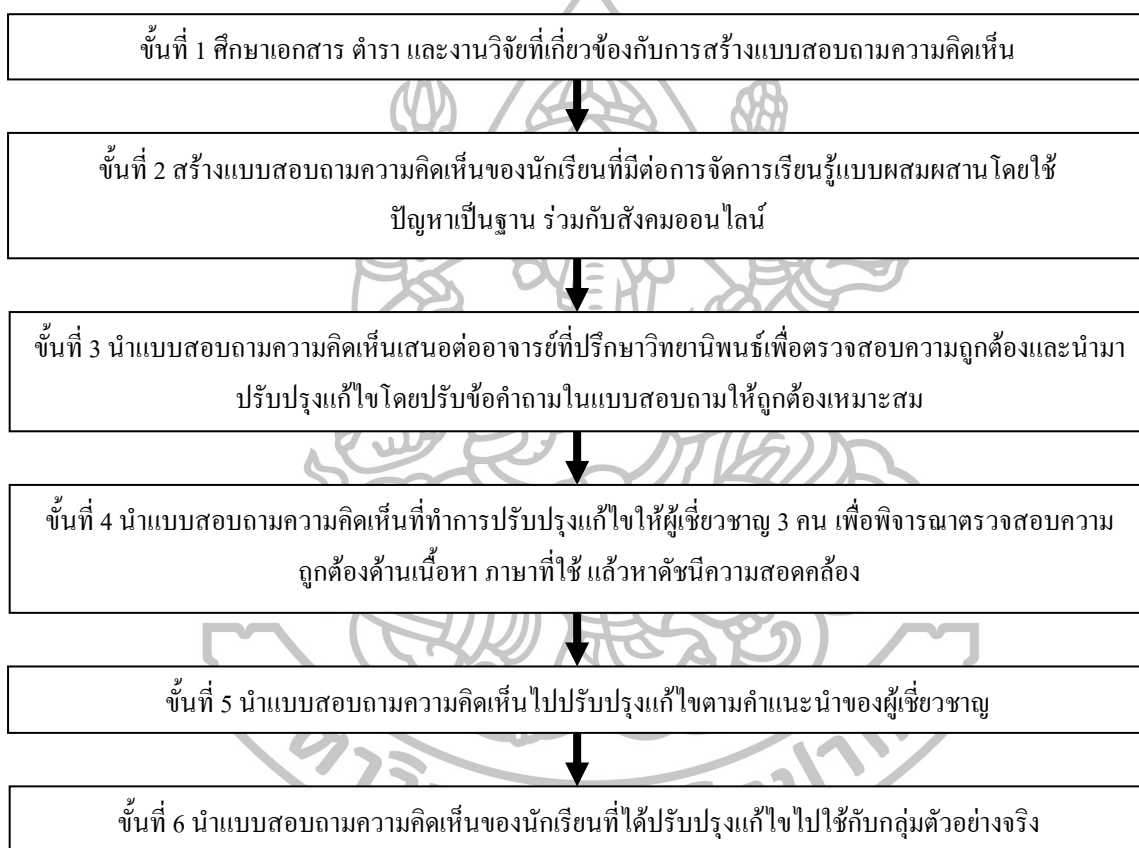 ขั้นที่ 1 ศึกษาเอกสาร ตำรา และงานวิจัยที่เกี่ยวข้องกับการสร้างแบบสอบถามความคิดเห็น
ขั้นที่ 2 สร้างแบบสอบถามความคิดเห็นของนักเรียนที่มีต่อการจัดการเรียนรู้แบบผสมผสานโดยใช้
ปัญหาเป็นฐาน ร่วมกับสังคมออนไลน์
ขั้นที่ 3 นำแบบสอบถามความคิดเห็นเสนอต่ออาจารย์ที่ปรึกษาวิทยานิพนธ์เพื่อตรวจสอบความถูกต้องและนำมา
ปรับปรุงแก้ไขโดยปรับข้อคำถามในแบบสอบถามให้ถูกต้องเหมาะสม
ขั้นที่ 4 นำแบบสอบถามความคิดเห็นที่ทำการปรับปรุงแก้ไขให้ผู้เชี่ยวชาญ 3 คน เพื่อพิจารณาตรวจสอบความ
ถูกต้องด้านเนื้อหา ภาษาที่ใช้ แล้วหาดัชนีความสอดคล้อง
ขั้นที่ 5 นำแบบสอบถามความคิดเห็นไปปรับปรุงแก้ไขตามคำแนะนำของผู้เชี่ยวชาญ
ขั้นที่ 6 นำแบบสอบถามความคิดเห็นของนักเรียนที่ได้ปรับปรุงแก้ไขไปใช้กับกลุ่มตัวอย่างจริง